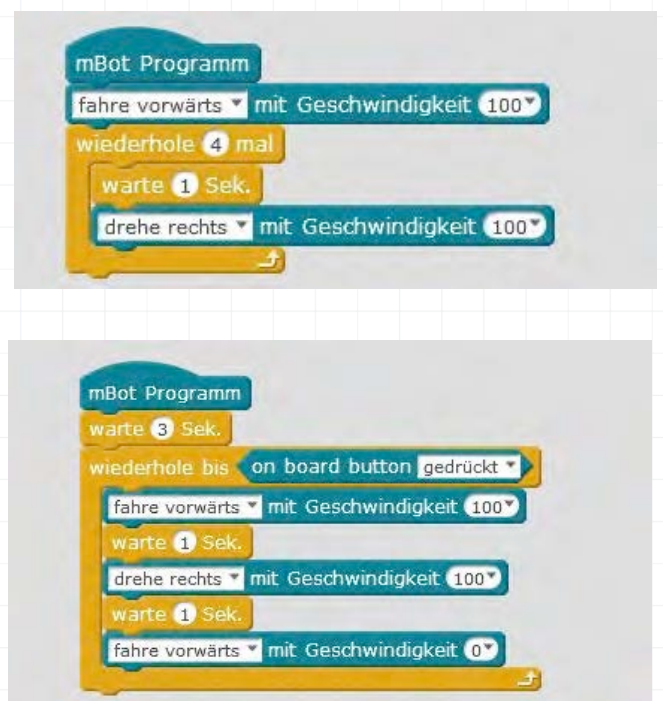 mBot Programm
fahre vorwärts mit Geschwindigkeit 100
wiederhole 4 mal
warte 1 Sek.
drehe rechts mit Geschwindigkeit 100
mBot Programm
warte 3 Sek.
wiederhole bis on board button gedrückt
fahre vorwärts mit Geschwindigkeit 100
warte 1 Sek.
drehe rechts mit Geschwindigkeit 100
warte 1 Sek.
fahre vorwärts mit Geschwindigkeit 0